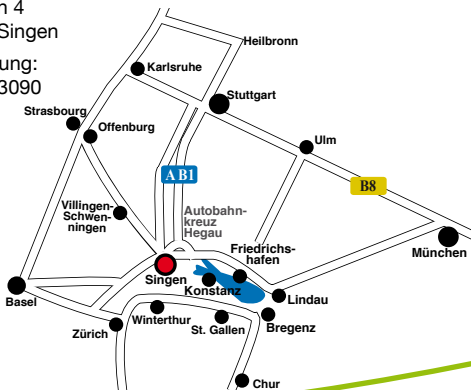 n 4
Singen
ung:
3090
Heilbronn
Karlsruhe
Stuttgart
Strasbourg
Offenburg
Ulm
A B1
B8
Villingen-
Schwen-
ningen
Autobahn-
kreuz
Hegau
Friedrichs-
hafen
München
Singen
Konstanz
Basel
Lindau
Zürich
Winterthur
St. Gallen
Bregenz
Chur